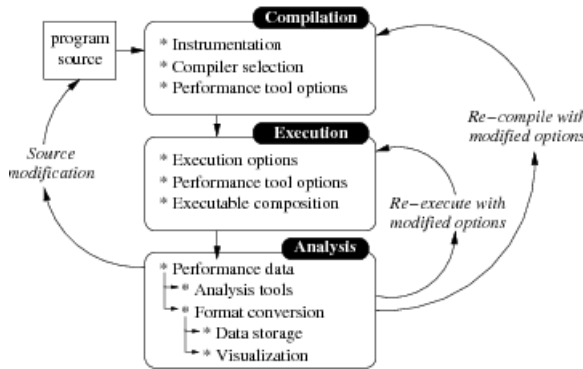 program
source
Compilation
* Instrumentation
* Compiler selection
* Performance tool options
Execution
* Execution options
* Performance tool options
* Executable composition
Analysis
* Performance data
* Analysis tools
* Format conversion
* Data storage
* Visualization
Source
modification
Re-execute with
modified options
Re-compile with
modified options